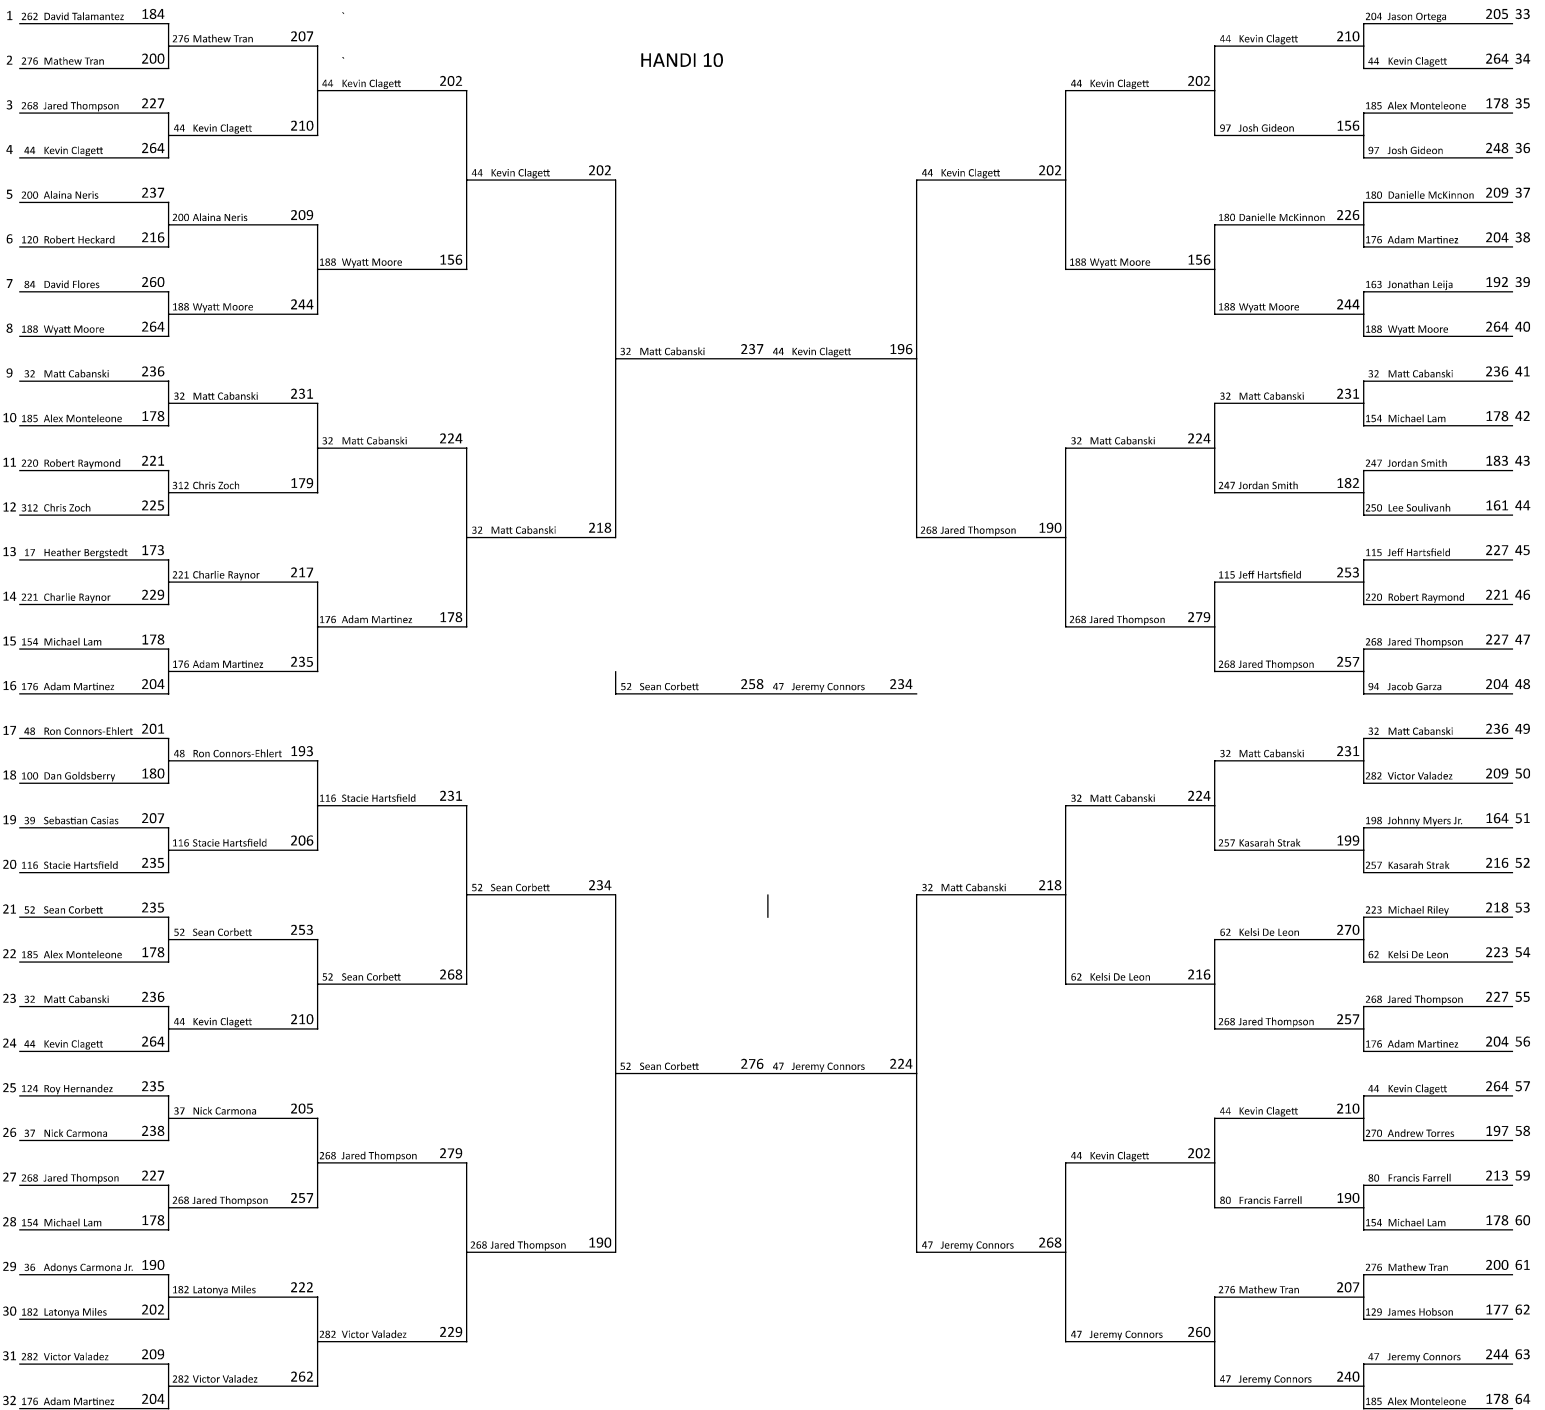 HANDI 10
1 262 David Talamantez 184
276 Mathew Tran 207
2 276 Mathew Tran 200
44 Kevin Clagett 202
3 268 Jared Thompson 227
44 Kevin Clagett 210
4 44 Kevin Clagett 264
44 Kevin Clagett 202
5 200 Alaina Neris 237
200 Alaina Neris 209
6 120 Robert Heckard 216
188 Wyatt Moore 156
7 84 David Flores 260
188 Wyatt Moore 244
8 188 Wyatt Moore 264
32 Matt Cabanski 237
9 32 Matt Cabanski 236
32 Matt Cabanski 231
10 185 Alex Monteleone 178
32 Matt Cabanski 224
11 220 Robert Raymond 221
312 Chris Zoch 179
12 312 Chris Zoch 225
32 Matt Cabanski 218
13 17 Heather Bergstedt 173
221 Charlie Raynor 217
14 221 Charlie Raynor 229
176 Adam Martinez 178
15 154 Michael Lam 178
176 Adam Martinez 235
16 176 Adam Martinez 204
52 Sean Corbett 258
17 48 Ron Connors-Ehlert 201
48 Ron Connors-Ehlert 193
18 100 Dan Goldsberry 180
116 Stacie Hartsfield 231
19 39 Sebastian Casias 207
116 Stacie Hartsfield 206
20 116 Stacie Hartsfield 235
52 Sean Corbett 234
21 52 Sean Corbett 235
52 Sean Corbett 253
22 185 Alex Monteleone 178
52 Sean Corbett 268
23 32 Matt Cabanski 236
44 Kevin Clagett 210
24 44 Kevin Clagett 264
52 Sean Corbett 276
25 124 Roy Hernandez 235
37 Nick Carmona 205
26 37 Nick Carmona 238
268 Jared Thompson 279
27 268 Jared Thompson 227
268 Jared Thompson 257
28 154 Michael Lam 178
268 Jared Thompson 190
29 36 Adonys Carmona Jr. 190
182 Latonya Miles 222
30 182 Latonya Miles 202
282 Victor Valadez 229
31 282 Victor Valadez 209
282 Victor Valadez 262
32 176 Adam Martinez 204
204 Jason Ortega 205 33
44 Kevin Clagett 210
44 Kevin Clagett 264 34
44 Kevin Clagett 202
185 Alex Monteleone 178 35
97 Josh Gideon 156
97 Josh Gideon 248 36
44 Kevin Clagett 202
180 Danielle McKinnon 209 37
180 Danielle McKinnon 226
176 Adam Martinez 204 38
188 Wyatt Moore 156
163 Jonathan Leija 192 39
188 Wyatt Moore 244
188 Wyatt Moore 264 40
44 Kevin Clagett 196
32 Matt Cabanski 236 41
32 Matt Cabanski 231
154 Michael Lam 178 42
32 Matt Cabanski 224
247 Jordan Smith 183 43
247 Jordan Smith 182
250 Lee Soulivanh 161 44
268 Jared Thompson 190
115 Jeff Hartsfield 227 45
115 Jeff Hartsfield 253
220 Robert Raymond 221 46
268 Jared Thompson 279
268 Jared Thompson 227 47
268 Jared Thompson 257
94 Jacob Garza 204 48
47 Jeremy Connors 234
32 Matt Cabanski 236 49
32 Matt Cabanski 231
282 Victor Valadez 209 50
32 Matt Cabanski 224
198 Johnny Myers Jr. 164 51
257 Kasarah Strak 199
257 Kasarah Strak 216 52
32 Matt Cabanski 218
223 Michael Riley 218 53
62 Kelsi De Leon 270
62 Kelsi De Leon 223 54
62 Kelsi De Leon 216
268 Jared Thompson 227 55
268 Jared Thompson 257
176 Adam Martinez 204 56
47 Jeremy Connors 224
44 Kevin Clagett 264 57
44 Kevin Clagett 210
270 Andrew Torres 197 58
44 Kevin Clagett 202
80 Francis Farrell 213 59
80 Francis Farrell 190
154 Michael Lam 178 60
47 Jeremy Connors 268
276 Mathew Tran 200 61
276 Mathew Tran 207
129 James Hobson 177 62
47 Jeremy Connors 260
47 Jeremy Connors 244 63
47 Jeremy Connors 240
185 Alex Monteleone 178 64